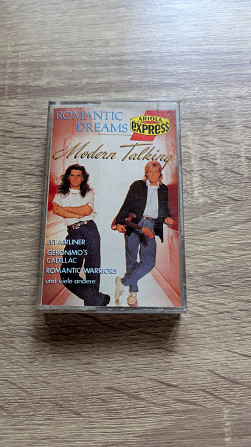 ROMANTIC
DREAMS
ARIOLA
express
Modern Talking
JET AIRLINER
GERONIMO'S
CADILLAC
ROMANTIC WARRIORS
und viele andere